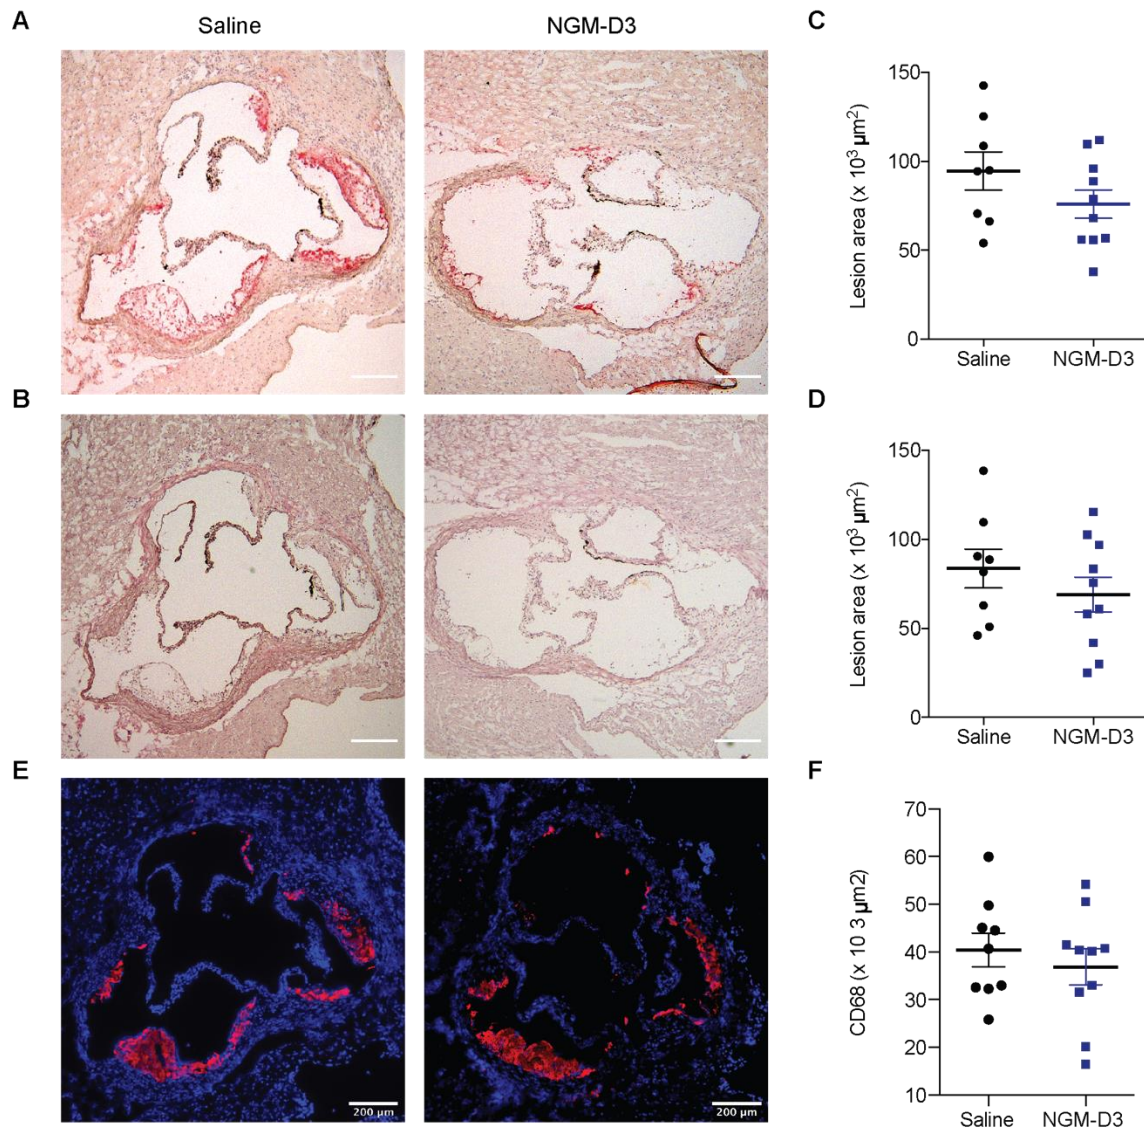 A
Saline
NGM-D3
C
Lesion area (x 10³ µm²)
150
100
50
0
Saline
NGM-D3
B
D
Lesion area (x 10³ µm²)
150
100
50
0
Saline
NGM-D3
E
200 µm
200 µm
F
CD68 (x 10 3 µm2)
70
60
50
40
30
20
10
Saline
NGM-D3